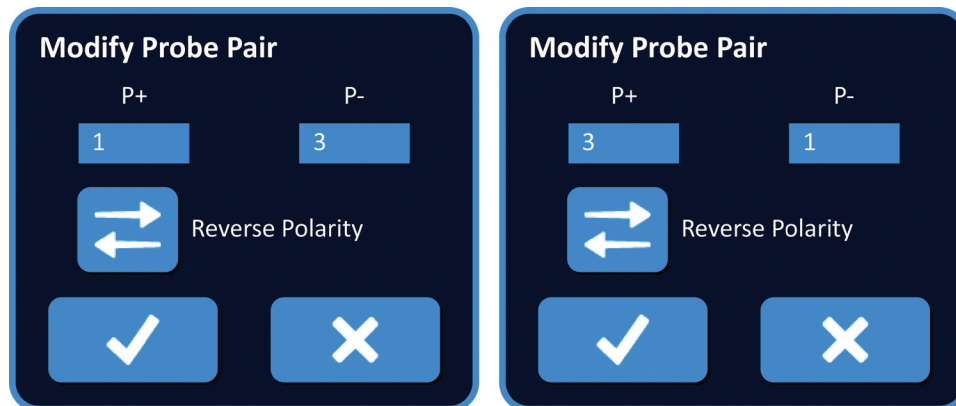 Modify Probe Pair
P+ P-
1 3
Reverse Polarity
Modify Probe Pair
P+ P-
3 1
Reverse Polarity